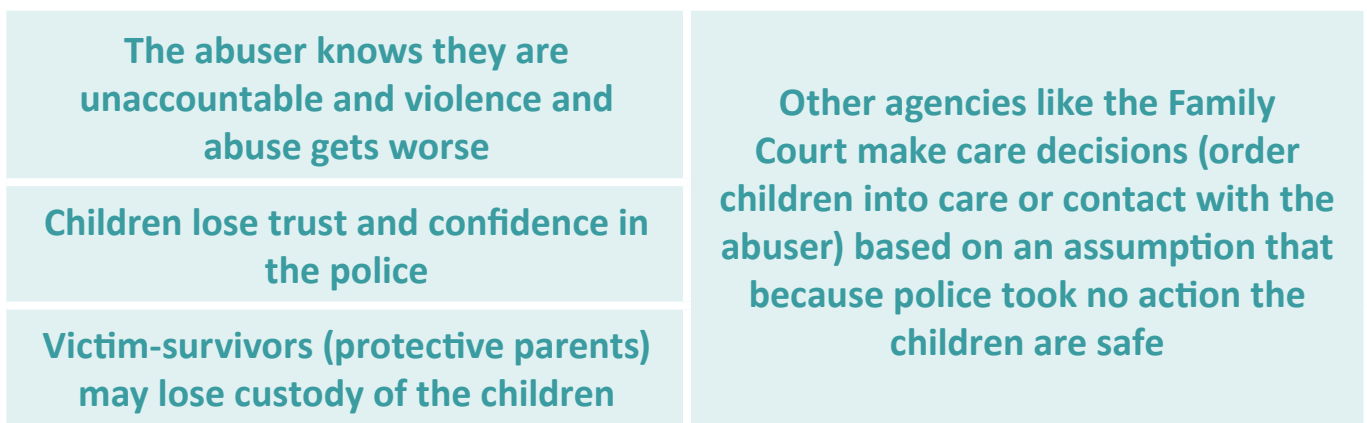 The abuser knows they are
unaccountable and violence and
abuse gets worse
Children lose trust and confidence in
the police
Victim-survivors (protective parents)
may lose custody of the children
Other agencies like the Family
Court make care decisions (order
children into care or contact with the
abuser) based on an assumption that
because police took no action the
children are safe